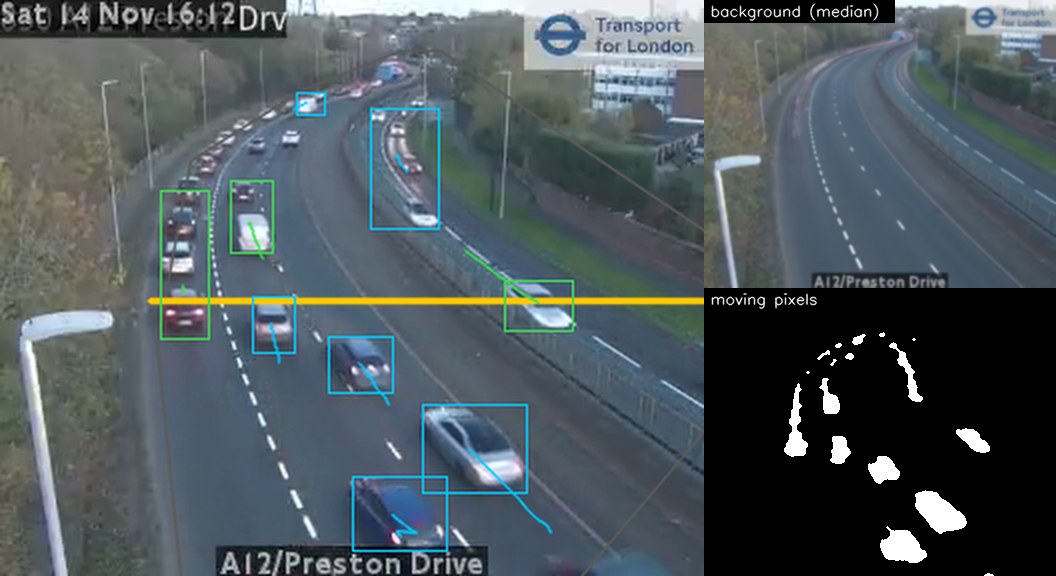 Sat 14 Nov 16:12 Drv
Transport
for London
A12/Preston Drive
background (median)
Transport
for London
A12/Preston Drive
moving pixels